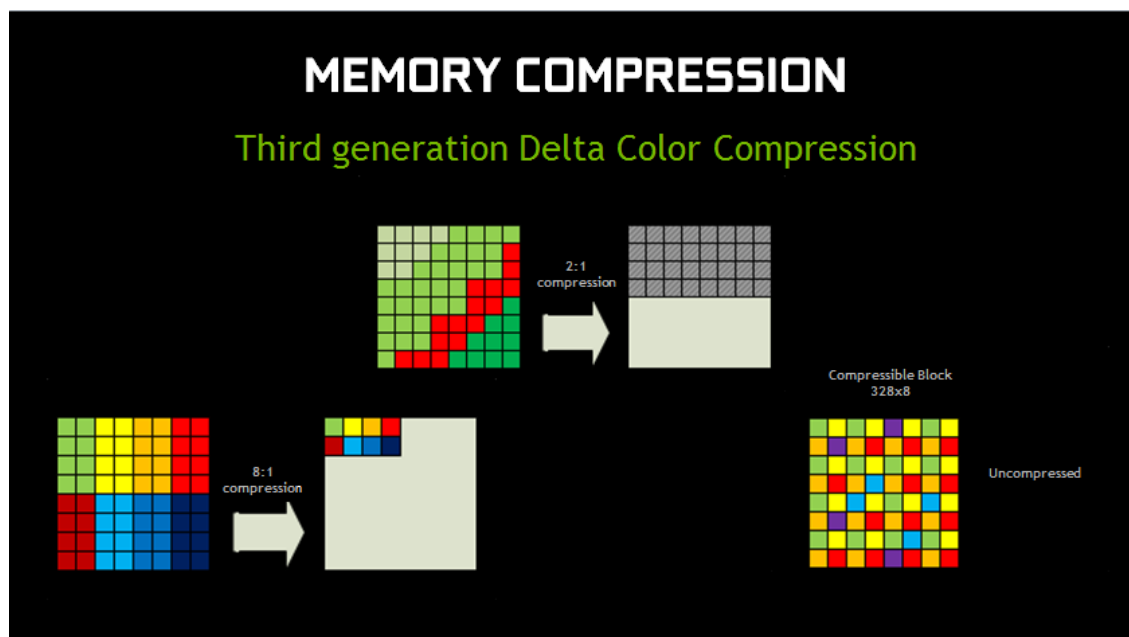 MEMORY COMPRESSION
Third generation Delta Color Compression
2:1
compression
Compressible Block
328x8
8:1
compression
Uncompressed